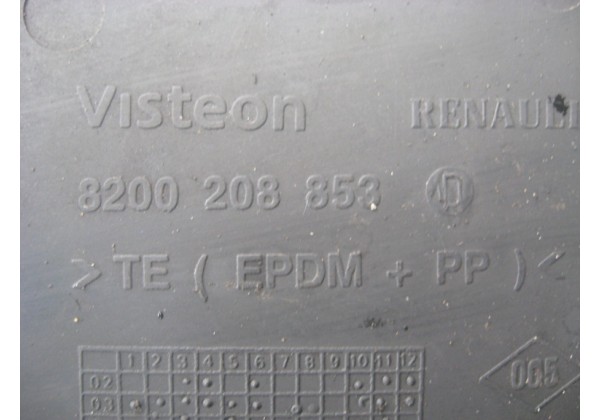 Visteon RENAULT
8200 208 853
>TE ( EPDM + PP )<
1 2 3 4 5 6 7 8 9 10 11 12
02
03